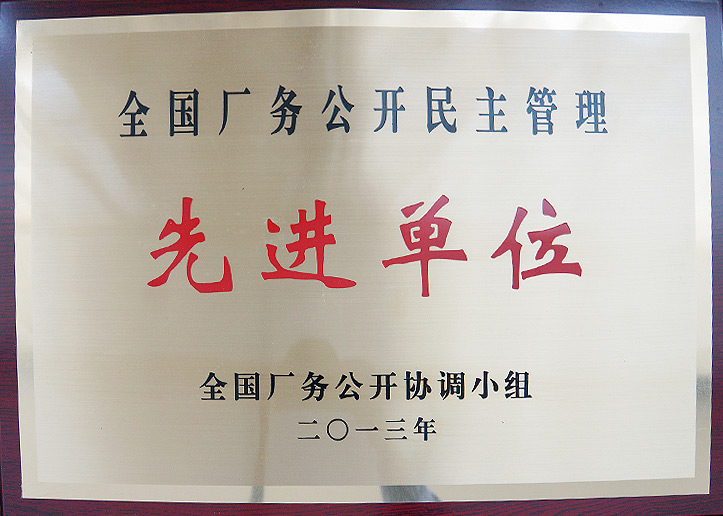 全国厂务公开民主管理
先进单位
全国厂务公开协调小组
二〇一三年